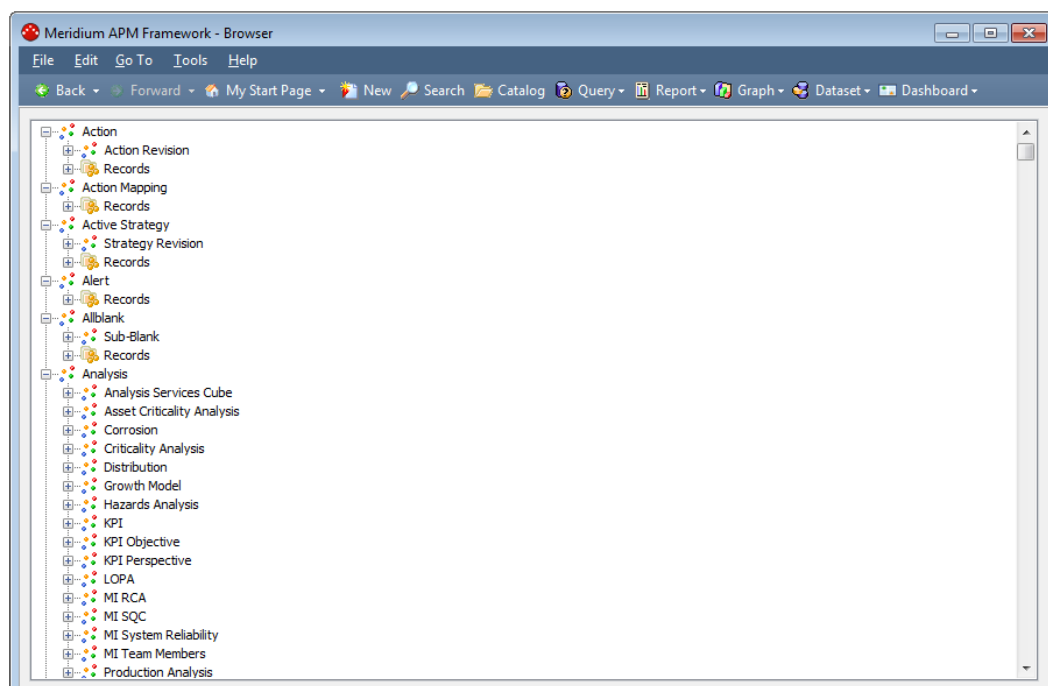 Meridium APM Framework - Browser
File Edit Go To Tools Help
Back Forward My Start Page New Search Catalog Query Report Graph Dataset Dashboard
Action
Action Revision
Records
Action Mapping
Records
Active Strategy
Strategy Revision
Records
Alert
Records
Allblank
Sub-Blank
Records
Analysis
Analysis Services Cube
Asset Criticality Analysis
Corrosion
Criticality Analysis
Distribution
Growth Model
Hazards Analysis
KPI
KPI Objective
KPI Perspective
LOPA
MI RCA
MI SQC
MI System Reliability
MI Team Members
Production Analysis